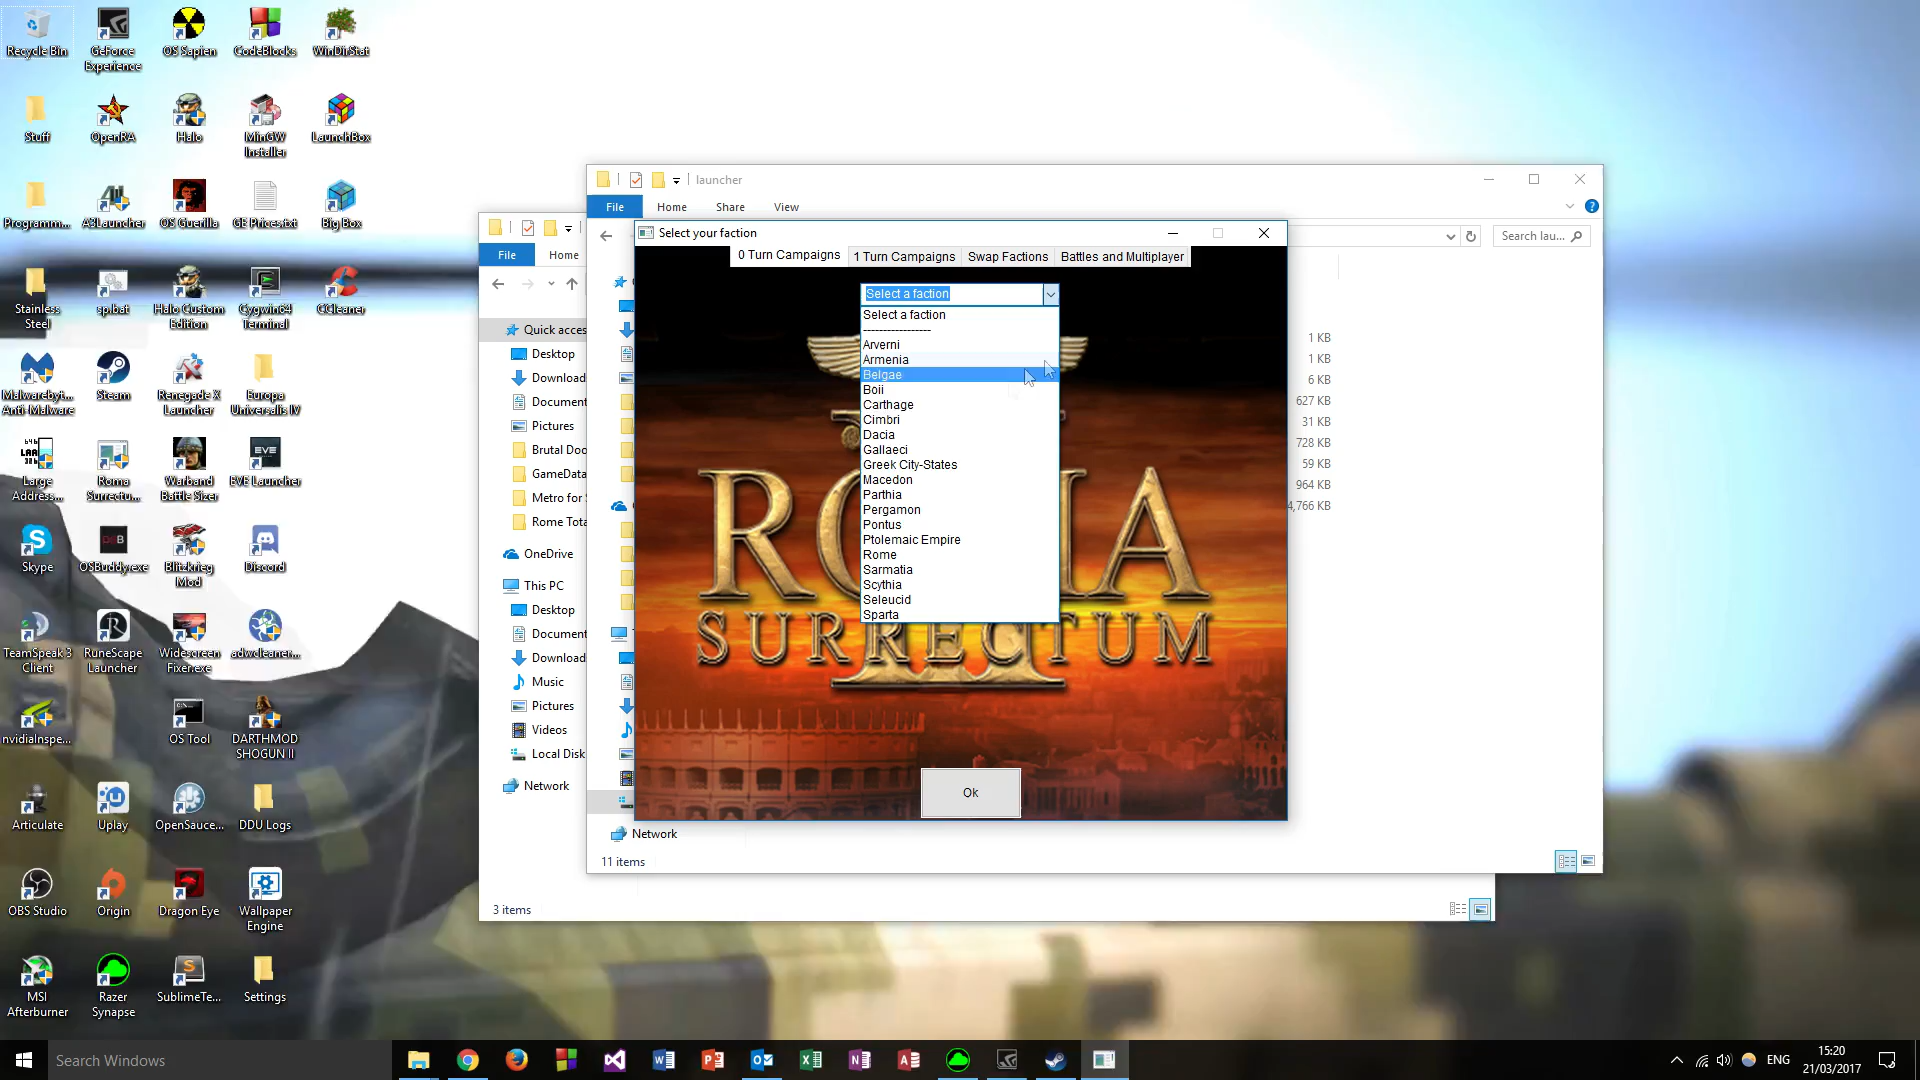 Recycle Bin
GeForce
Experience
OS Sapien
CodeBlocks
WinDirStat
Stuff
OpenRA
Halo
MinGW
Installer
LaunchBox
Programm...
A3Launcher
OS Guerilla
GE Prices.txt
Big Box
Stainless
Steel
sp.bat
Halo Custom
Edition
Cygwin64
Terminal
CCleaner
Malwarebyt...
Anti-Malware
Steam
Renegade X
Launcher
Europa
Universalis IV
Large
Address...
Roma
Surrectu...
Warband
Battle Sizer
EVE Launcher
Skype
OSBuddy.exe
Blitzkrieg
Mod
Discord
TeamSpeak 3
Client
RuneScape
Launcher
Widescreen
Fixer.exe
adwcleaner...
nvidiaInspe...
OS Tool
DARTHMOD
SHOGUN II
Articulate
Uplay
OpenSauce...
DDU Logs
OBS Studio
Origin
Dragon Eye
Wallpaper
Engine
MSI
Afterburner
Razer
Synapse
SublimeTe...
Settings
File
Home
Quick acces
Desktop
Download
Document
Pictures
Brutal Doo
GameData
Metro for S
Rome Tota
OneDrive
This PC
Desktop
Document
Download
Music
Pictures
Videos
Local Disk
Network
3 items
launcher
File
Home
Share
View
Search lau...
1 KB
1 KB
6 KB
627 KB
31 KB
728 KB
59 KB
964 KB
4,766 KB
Network
11 items
Select your faction
0 Turn Campaigns
1 Turn Campaigns
Swap Factions
Battles and Multiplayer
Select a faction
Select a faction
-----------------
Arverni
Armenia
Belgae
Boii
Carthage
Cimbri
Dacia
Gallaeci
Greek City-States
Macedon
Parthia
Pergamon
Pontus
Ptolemaic Empire
Rome
Sarmatia
Scythia
Seleucid
Sparta
ROMA
SURRECTUM
II
Ok
Search Windows
ENG
15:20
21/03/2017